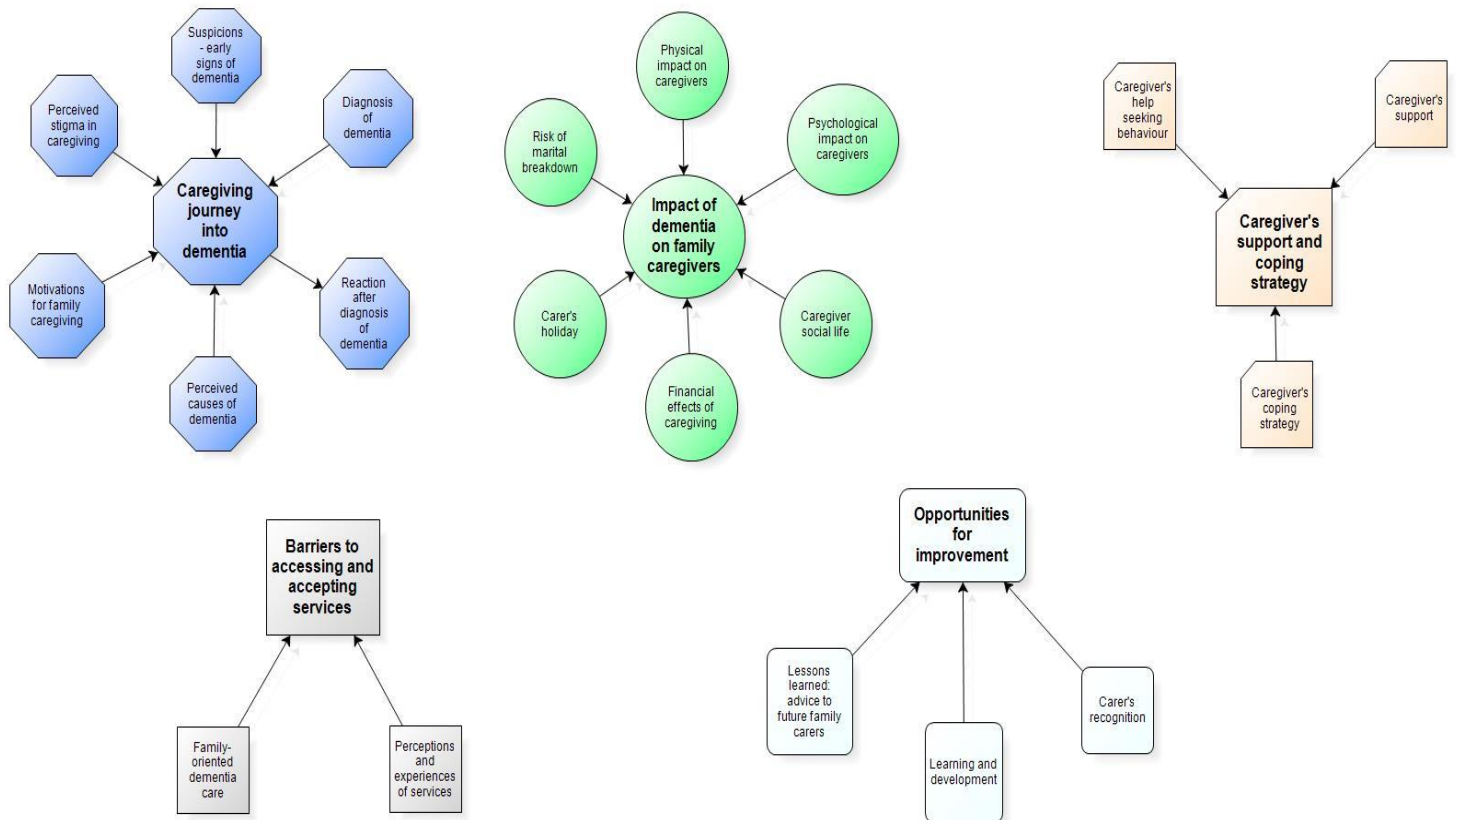 Suspicions
- early
signs of
dementia
Perceived
stigma in
caregiving
Diagnosis
of
dementia
Caregiving
journey
into
dementia
Motivations
for family
caregiving
Reaction
after
diagnosis
of
dementia
Perceived
causes of
dementia
Physical
impact on
caregivers
Risk of
marital
breakdown
Psychological
impact on
caregivers
Impact of
dementia
on family
caregivers
Carer's
holiday
Caregiver
social life
Financial
effects of
caregiving
Caregiver's
help
seeking
behaviour
Caregiver's
support
Caregiver's
support and
coping
strategy
Caregiver's
coping
strategy
Barriers to
accessing and
accepting
services
Family-
oriented
dementia
care
Perceptions
and
experiences
of services
Opportunities
for
improvement
Lessons
learned:
advice to
future family
carers
Learning and
development
Carer's
recognition